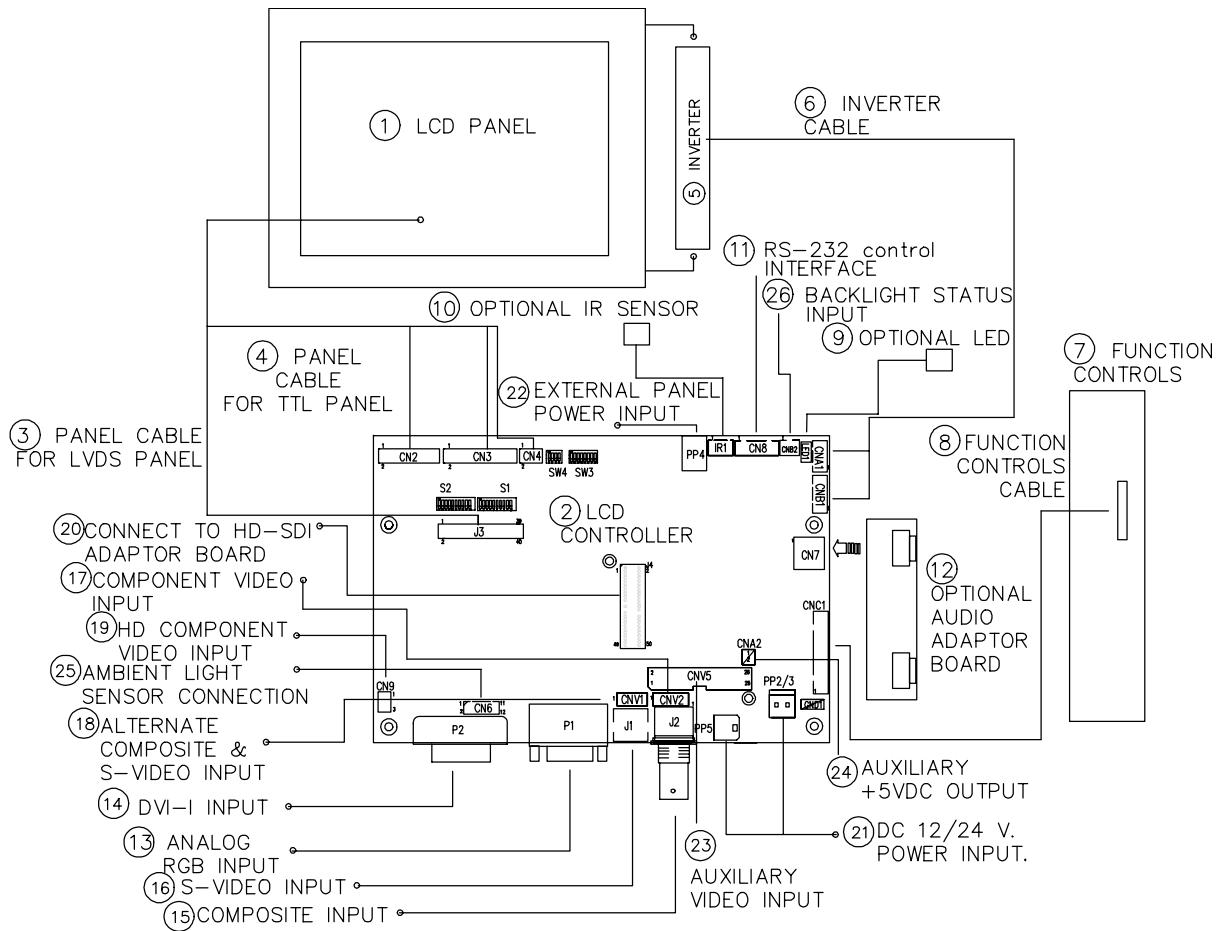 ① LCD PANEL
⑤ INVERTER
⑥ INVERTER
CABLE
⑪ RS-232 control
INTERFACE
㉖ BACKLIGHT STATUS
INPUT
⑩ OPTIONAL IR SENSOR
⑨ OPTIONAL LED
⑦ FUNCTION
CONTROLS
④ PANEL
CABLE
FOR TTL PANEL
㉒ EXTERNAL PANEL
POWER INPUT
③ PANEL CABLE
FOR LVDS PANEL
⑧ FUNCTION
CONTROLS
CABLE
CN2
CN3
CN4
SW4
SW3
PP4
IR1
CN8
CNB2
LED1
CNA1
CNB1
S2
S1
J3
② LCD
CONTROLLER
CN7
J4
⑳ CONNECT TO HD-SDI
ADAPTOR BOARD
⑰ COMPONENT VIDEO
INPUT
⑲ HD COMPONENT
VIDEO INPUT
㉕ AMBIENT LIGHT
SENSOR CONNECTION
⑱ ALTERNATE
COMPOSITE &
S-VIDEO INPUT
⑫ OPTIONAL
AUDIO
ADAPTOR
BOARD
CNC1
CNA2
CNV5
PP2/3
CN9
CN6
CNV1
CNV2
GND1
P2
P1
J1
J2
PP5
⑭ DVI-I INPUT
⑬ ANALOG
RGB INPUT
⑯ S-VIDEO INPUT
⑮ COMPOSITE INPUT
㉓
AUXILIARY
VIDEO INPUT
㉔ AUXILIARY
+5VDC OUTPUT
㉑ DC 12/24 V.
POWER INPUT.